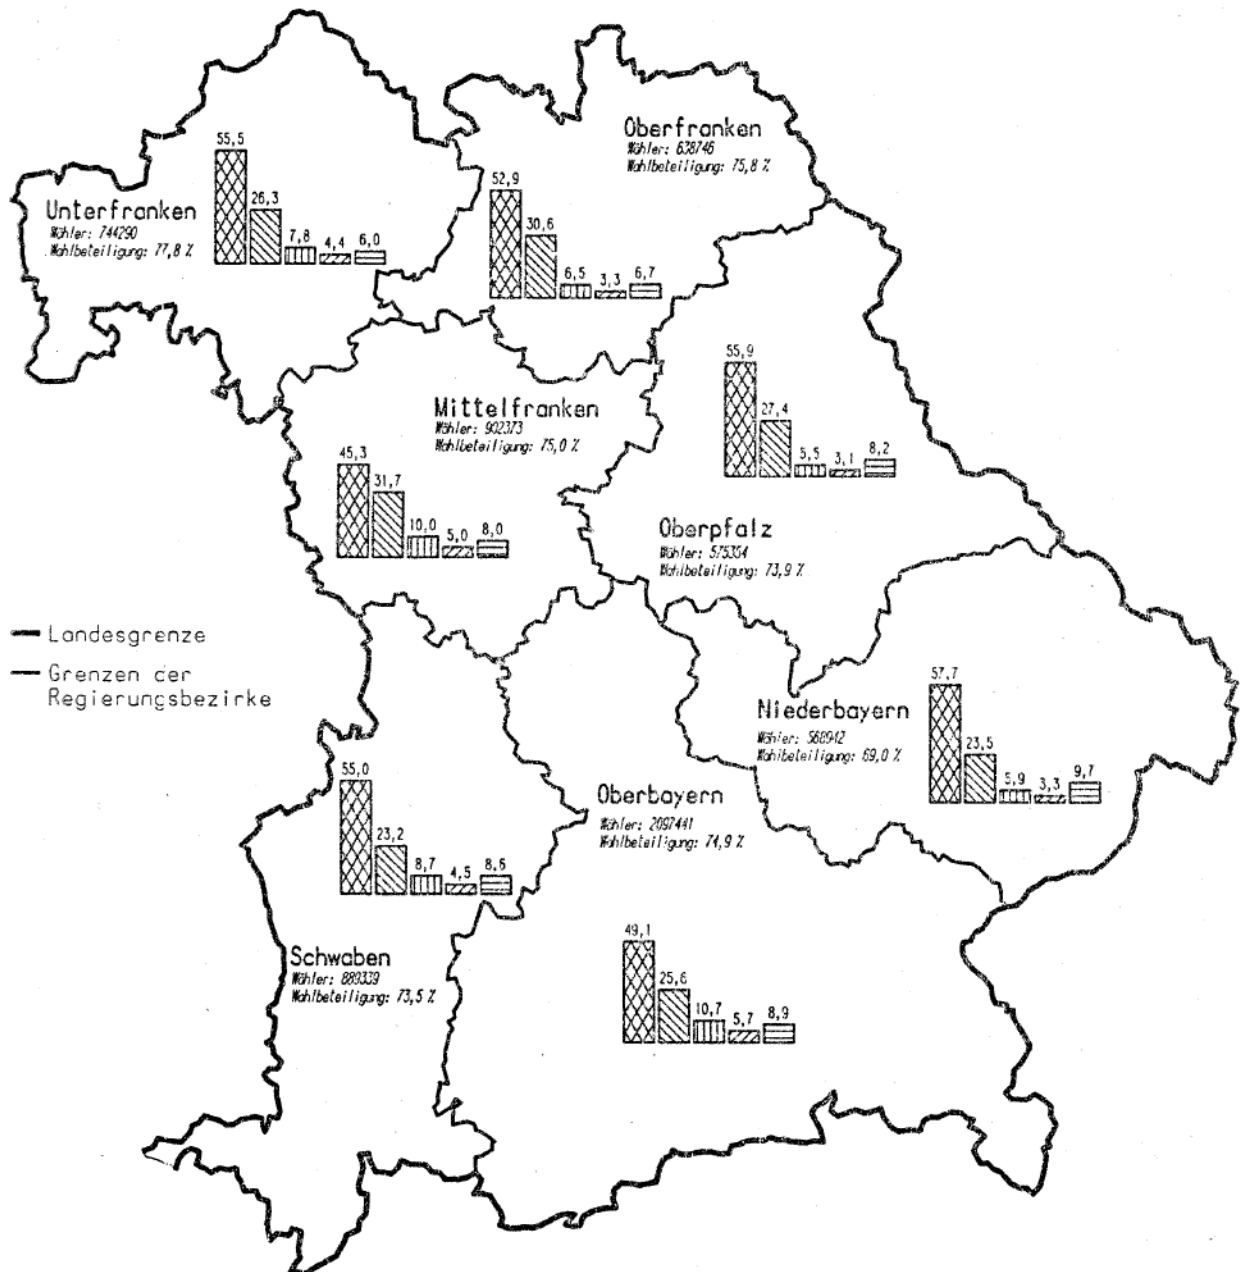 Oberfranken
Wähler: 638746
Wahlbeteiligung: 75,8 %
52,9
30,6
6,5
3,3
6,7
Unterfranken
Wähler: 744290
Wahlbeteiligung: 77,8 %
55,5
26,3
7,8
4,4
6,0
Mittelfranken
Wähler: 902373
Wahlbeteiligung: 75,0 %
45,3
31,7
10,0
5,0
8,0
55,9
27,4
5,5
3,1
8,2
Oberpfalz
Wähler:
Wahlbeteiligung: 73,9 %
Landesgrenze
Grenzen der
Regierungsbezirke
Niederbayern
Wähler:
Wahlbeteiligung: 69,0 %
57,7
23,5
5,9
3,3
9,7
55,0
23,2
8,7
4,5
8,6
Schwaben
Wähler: 889339
Wahlbeteiligung: 73,5 %
Oberbayern
Wähler: 2097441
Wahlbeteiligung: 74,9 %
49,1
25,6
10,7
5,7
8,9